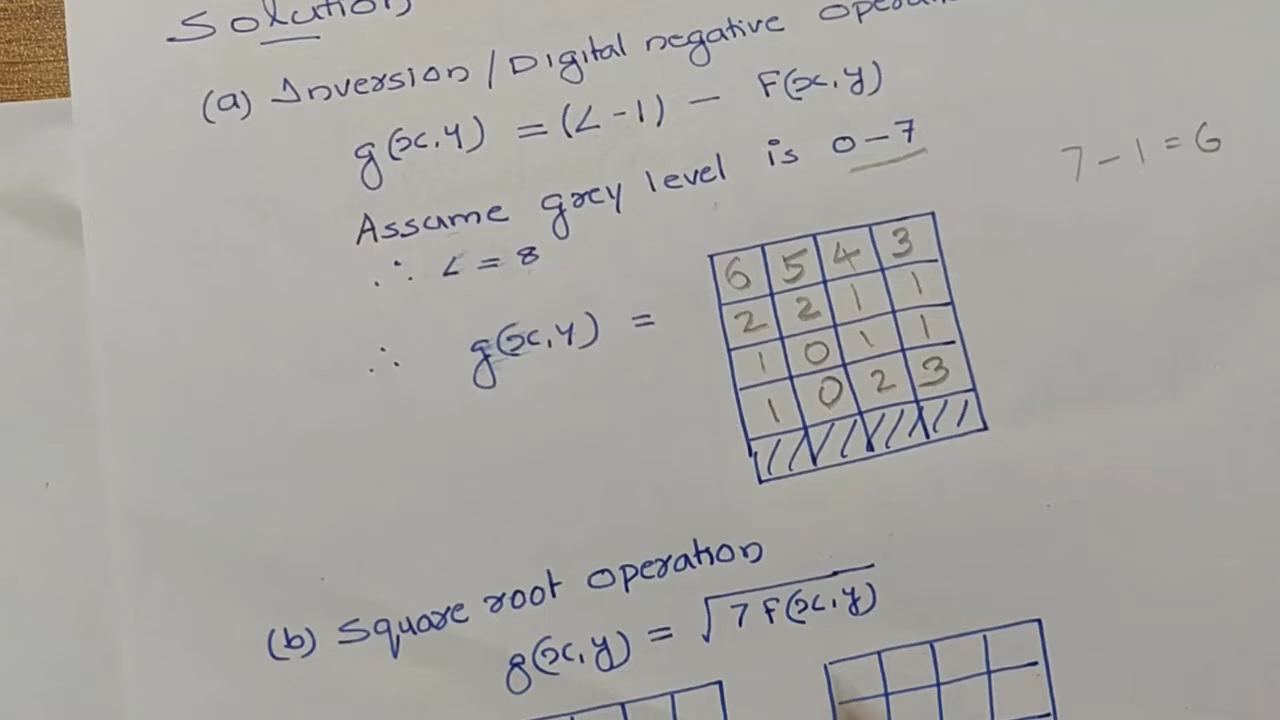 Solution
(a) Inversion / Digital negative
g(x,y) = (L-1) - F(x,y)
Assume grey level is 0-7
7-1=6
∴ L = 8
∴ g(x,y) =
6 5 4 3
2 2 1 1
1 0 1 1
1 0 2 3
(b) Square root operation
g(x,y) = √7 F(x,y)